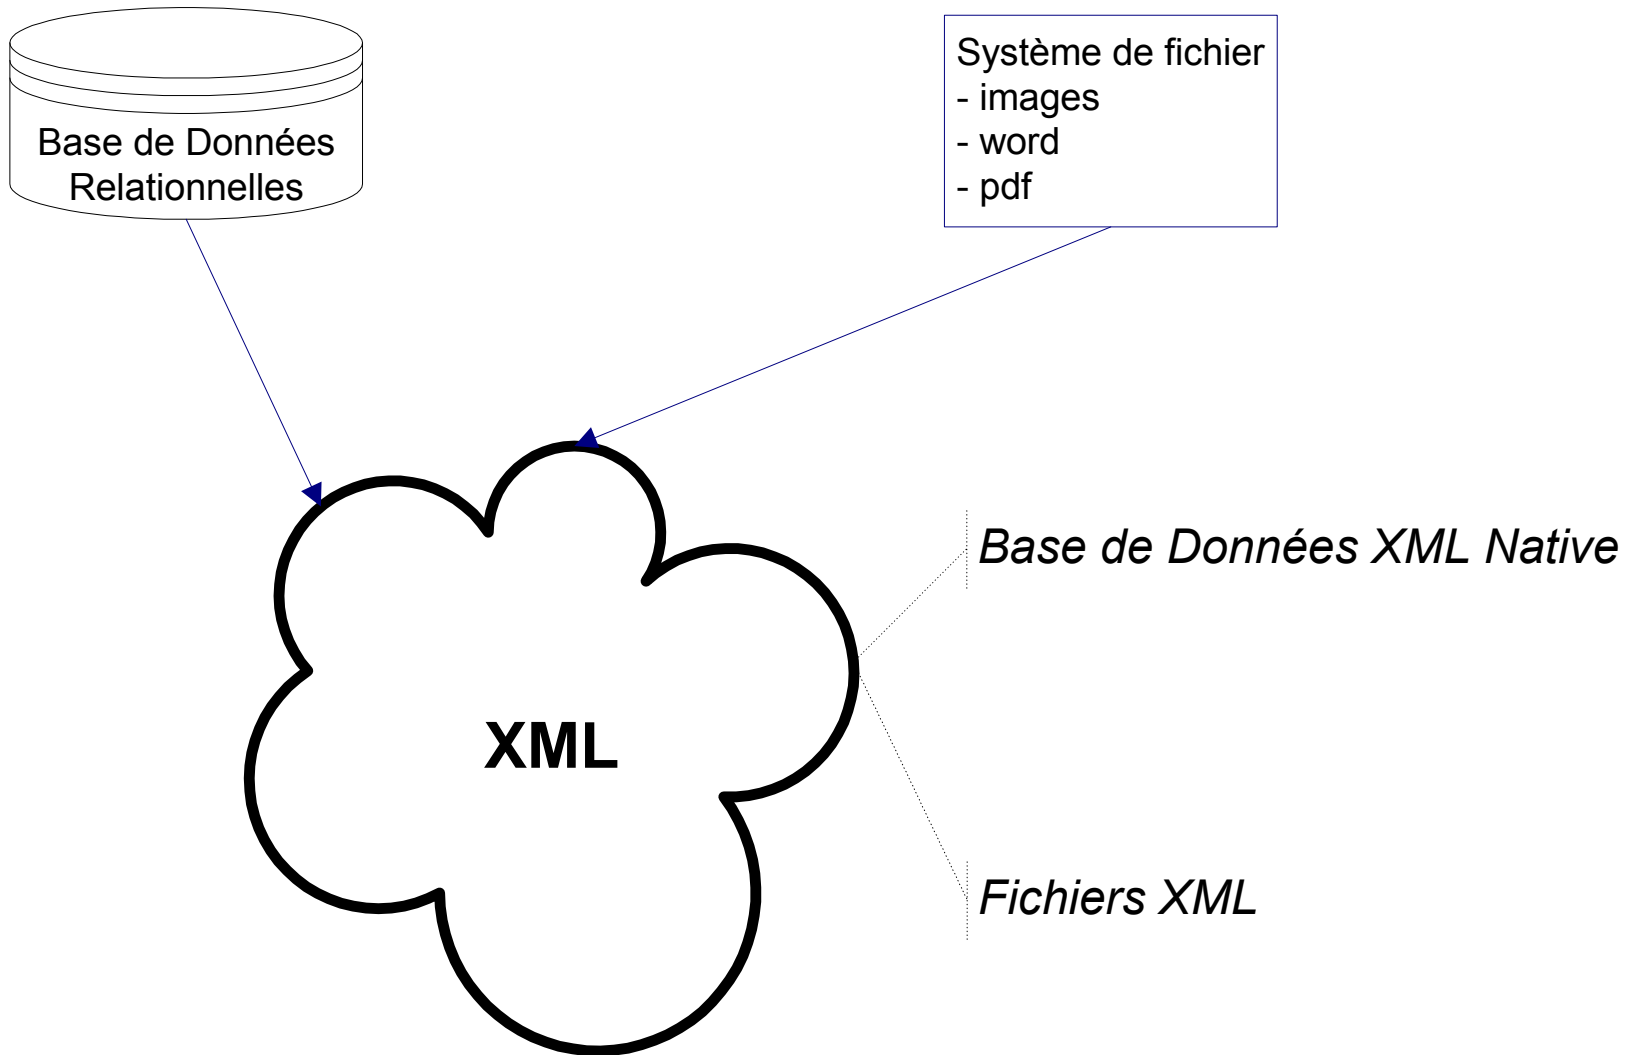 Base de Données
Relationnelles
Système de fichier
- images
- word
- pdf
Base de Données XML Native
XML
Fichiers XML